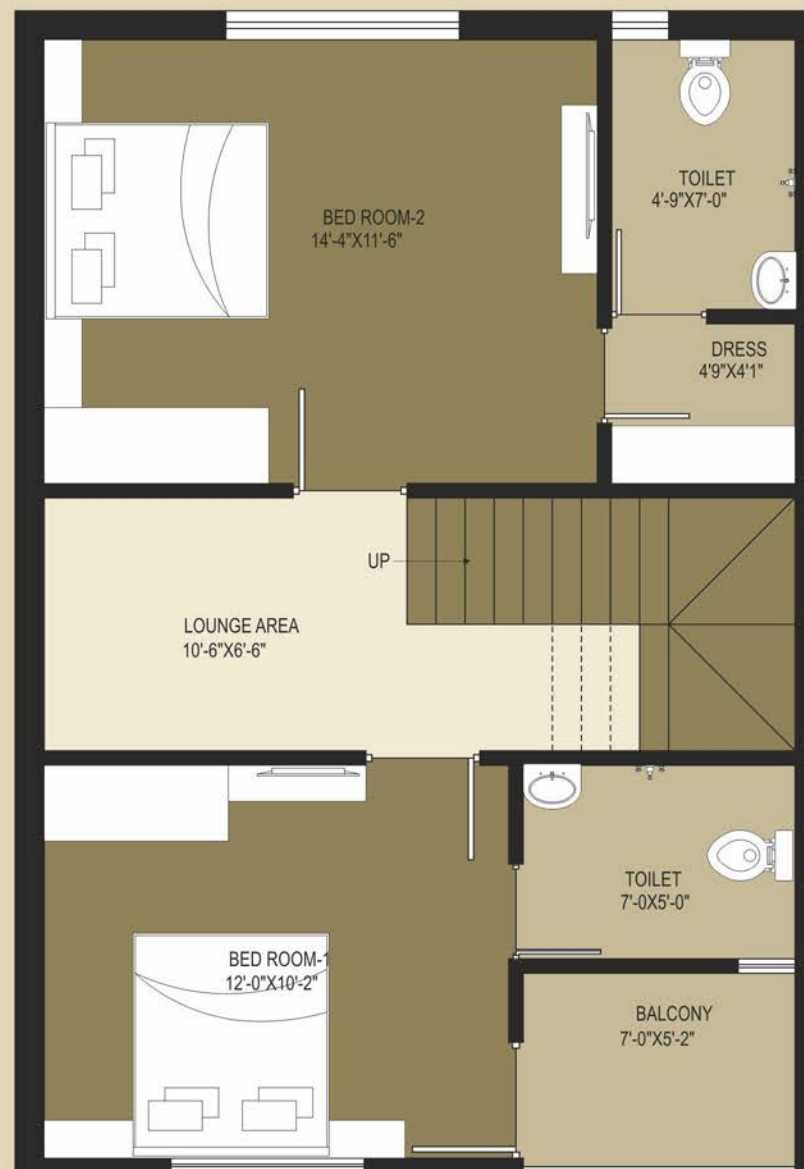 TOILET
4'-9"X7'-0"
BED ROOM-2
14'-4"X11'-6"
DRESS
4'9"X4'1"
UP
LOUNGE AREA
10'-6"X6'-6"
TOILET
7'-0X5'-0"
BED ROOM-1
12'-0"X10'-2"
BALCONY
7'-0"X5'-2"